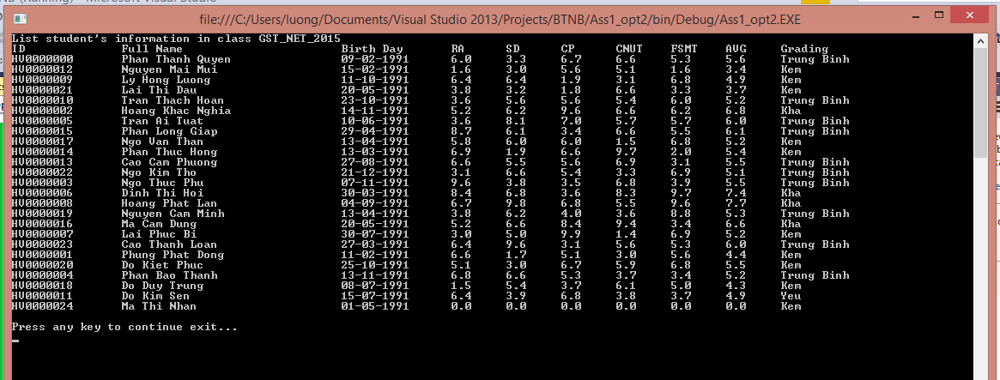 file:///C:/Users/luong/Documents/Visual Studio 2013/Projects/BTNB/Ass1_opt2/bin/Debug/Ass1_opt2.EXE
List student's information in class GST_NET_2015
ID Full Name Birth Day RA SD CP CNUT FSMT AVG Grading
HV0000000 Phan Thanh Quyen 09-02-1991 6.0 3.3 6.7 6.6 5.3 5.6 Trung Binh
HV0000012 Nguyen Mai Mui 15-02-1991 1.6 3.0 5.6 5.1 1.6 3.4 Kem
HV0000009 Ly Hong Luong 11-10-1991 6.4 6.4 1.9 3.1 6.8 4.9 Kem
HV0000021 Lai Thi Dau 20-05-1991 3.8 3.2 1.8 6.6 3.3 3.7 Kem
HV0000010 Tran Thach Hoan 23-10-1991 3.6 5.6 5.6 5.4 6.0 5.2 Trung Binh
HV0000002 Hoang Khac Nghia 14-11-1991 5.2 6.2 9.6 6.6 6.2 6.8 Kha
HV0000005 Tran Ai Tuat 10-06-1991 3.6 8.1 7.0 5.7 5.7 6.0 Trung Binh
HV0000015 Phan Long Giap 29-04-1991 8.7 6.1 3.4 6.6 5.5 6.1 Trung Binh
HV0000017 Ngo Van Than 13-04-1991 5.8 6.0 6.0 1.5 6.8 5.2 Kem
HV0000014 Phan Thuc Hong 13-03-1991 6.9 1.9 6.6 9.7 2.0 5.4 Kem
HV0000013 Cao Cam Phuong 27-08-1991 6.6 5.5 5.6 6.9 3.1 5.5 Trung Binh
HV0000022 Ngo Kim Tho 21-12-1991 3.1 6.6 5.4 3.3 6.9 5.1 Trung Binh
HV0000003 Ngo Thuc Phu 07-11-1991 9.6 3.8 3.5 6.8 3.9 5.5 Trung Binh
HV0000006 Dinh Thi Hoi 30-03-1991 8.4 6.8 3.6 8.3 9.7 7.4 Kha
HV0000008 Hoang Phat Lan 04-09-1991 6.7 9.8 6.8 5.5 9.6 7.7 Kha
HV0000019 Nguyen Cam Minh 13-04-1991 3.8 6.2 4.0 3.6 8.8 5.3 Trung Binh
HV0000016 Ma Cam Dung 20-05-1991 5.2 6.6 8.4 9.4 3.4 6.6 Kha
HV0000007 Lai Phuc Bi 30-07-1991 3.0 5.0 9.9 1.4 6.9 5.2 Kem
HV0000023 Cao Thanh Loan 27-03-1991 6.4 9.6 3.1 5.6 5.3 6.0 Trung Binh
HV0000001 Phung Phat Dong 11-02-1991 6.6 1.7 5.1 3.0 5.6 4.4 Kem
HV0000020 Do Kiet Phuc 25-10-1991 5.1 3.0 6.7 5.9 6.8 5.5 Kem
HV0000004 Phan Bao Thanh 13-11-1991 6.8 6.6 5.3 3.7 3.4 5.2 Trung Binh
HV0000018 Do Duy Trung 08-07-1991 1.5 5.4 3.7 6.1 5.0 4.3 Kem
HV0000011 Do Kim Sen 15-07-1991 6.4 3.9 6.8 3.8 3.7 4.9 Yeu
HV0000024 Ma Thi Nhan 01-05-1991 0.0 0.0 0.0 0.0 0.0 0.0 Kem
Press any key to continue exit...